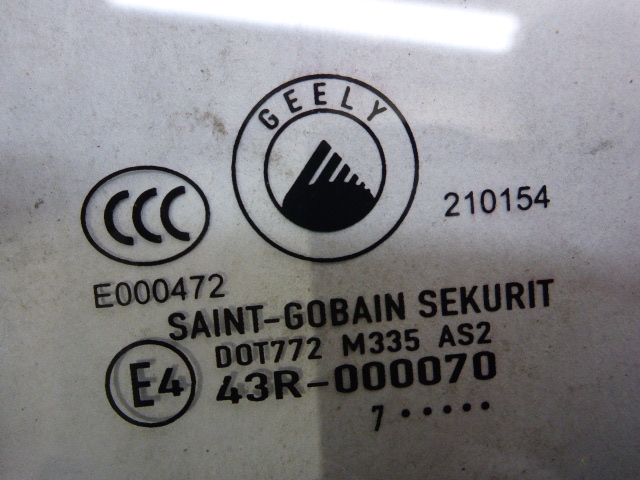 GEELY
CCC
210154
E000472
SAINT-GOBAIN SEKURIT
DOT772 M335 AS2
E4 43R-000070
7 •••••